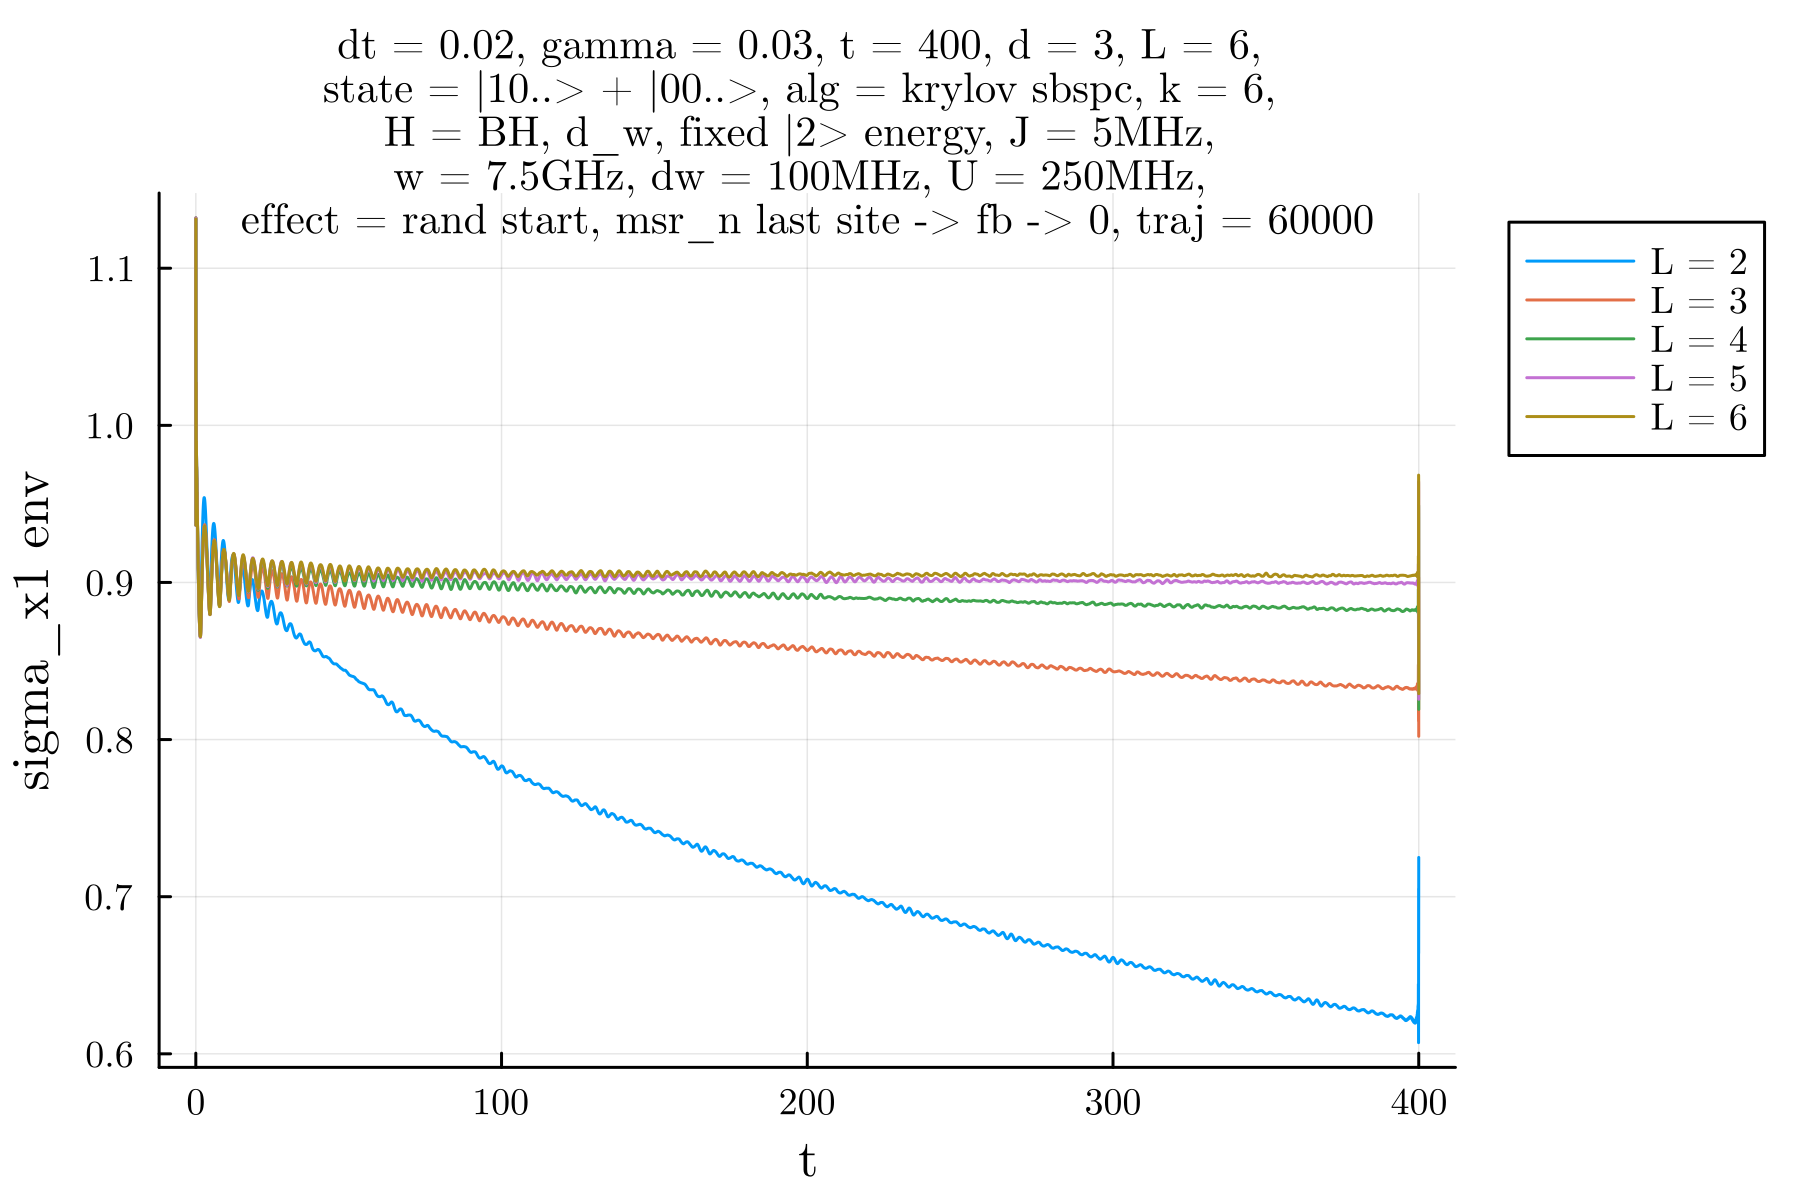 dt = 0.02, gamma = 0.03, t = 400, d = 3, L = 6,
state = |10..> + |00..>, alg = krylov sbspc, k = 6,
H = BH, d_w, fixed |2> energy, J = 5MHz,
w = 7.5GHz, dw = 100MHz, U = 250MHz,
effect = rand start, msr_n last site -> fb -> 0, traj = 60000
L = 2
L = 3
L = 4
L = 5
L = 6
sigma_x1 env
1.1
1.0
0.9
0.8
0.7
0.6
0
100
200
300
400
t